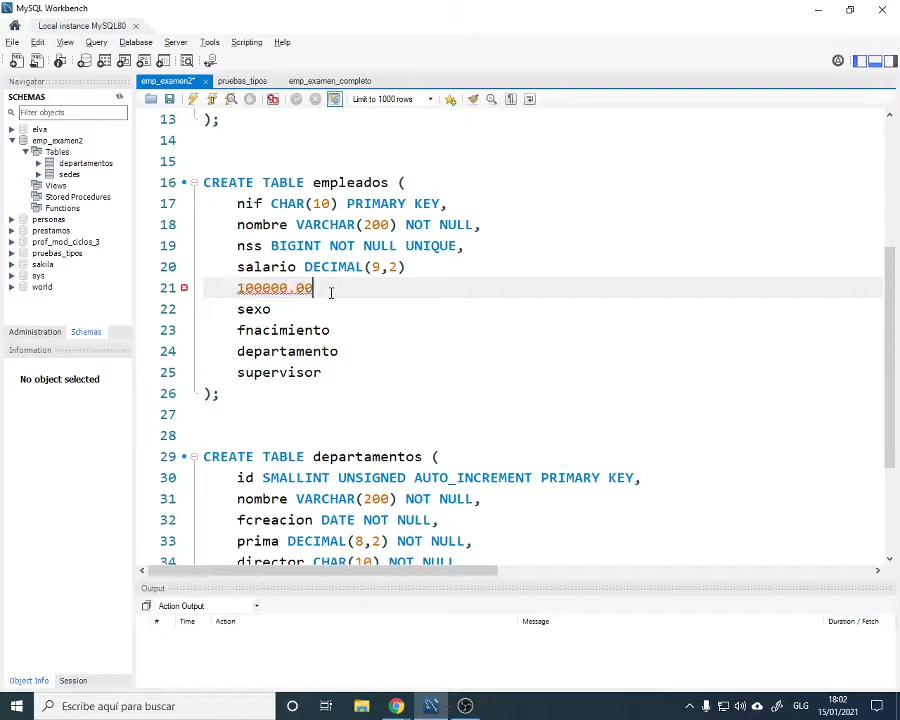 MySQL Workbench
Local instance MySQL80
File Edit View Query Database Server Tools Scripting Help
Navigator
SCHEMAS
Filter objects
elva
emp_examen2
Tables
departamentos
sedes
Views
Stored Procedures
Functions
personas
prestamos
prof_mod_ciclos_3
pruebas_tipos
sakila
sys
world
Administration Schemas
Information
No object selected
Object Info Session
emp_examen2* pruebas_tipos emp_examen_completo
Limit to 1000 rows
13 );
14
15
16 CREATE TABLE empleados (
17 nif CHAR(10) PRIMARY KEY,
18 nombre VARCHAR(200) NOT NULL,
19 nss BIGINT NOT NULL UNIQUE,
20 salario DECIMAL(9,2)
21 100000.00
22 sexo
23 fnacimiento
24 departamento
25 supervisor
26 );
27
28
29 CREATE TABLE departamentos (
30 id SMALLINT UNSIGNED AUTO_INCREMENT PRIMARY KEY,
31 nombre VARCHAR(200) NOT NULL,
32 fcreacion DATE NOT NULL,
33 prima DECIMAL(8,2) NOT NULL,
34 director CHAR(10) NOT NULL
Output
Action Output
# Time Action Message Duration / Fetch
Escribe aquí para buscar
GLG
18:02
15/01/2021